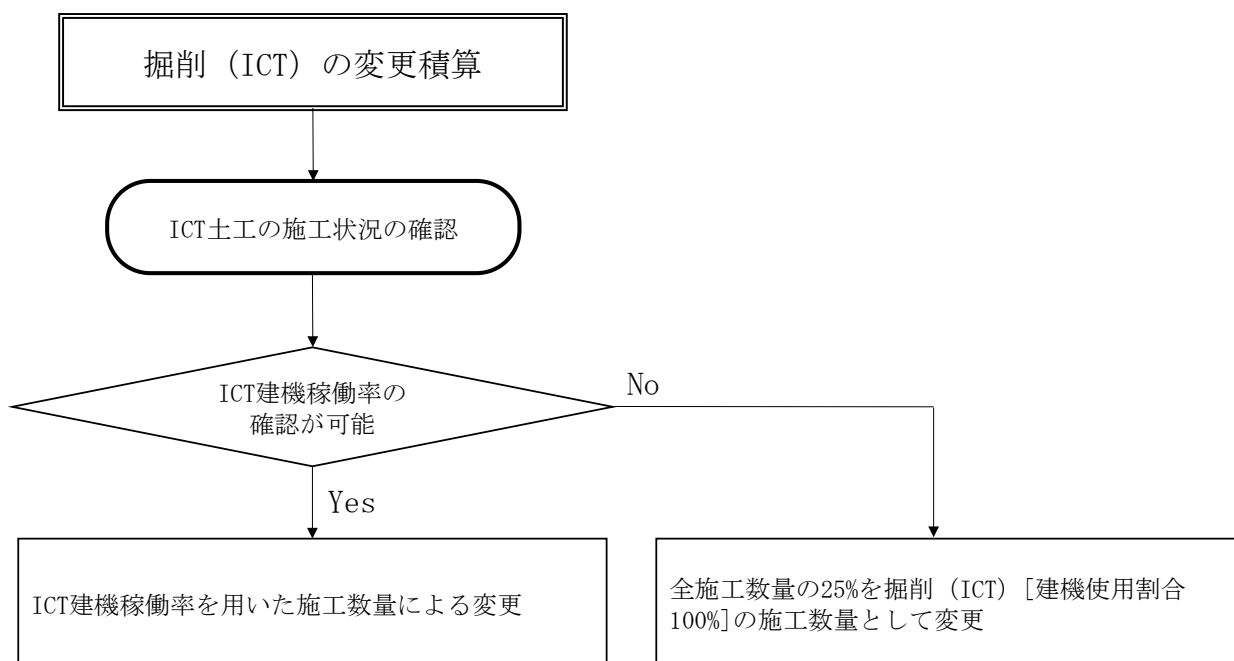 掘削（ICT）の変更積算
ICT土工の施工状況の確認
ICT建機稼働率の
確認が可能
No
Yes
ICT建機稼働率を用いた施工数量による変更
全施工数量の25%を掘削（ICT）[建機使用割合
100%]の施工数量として変更